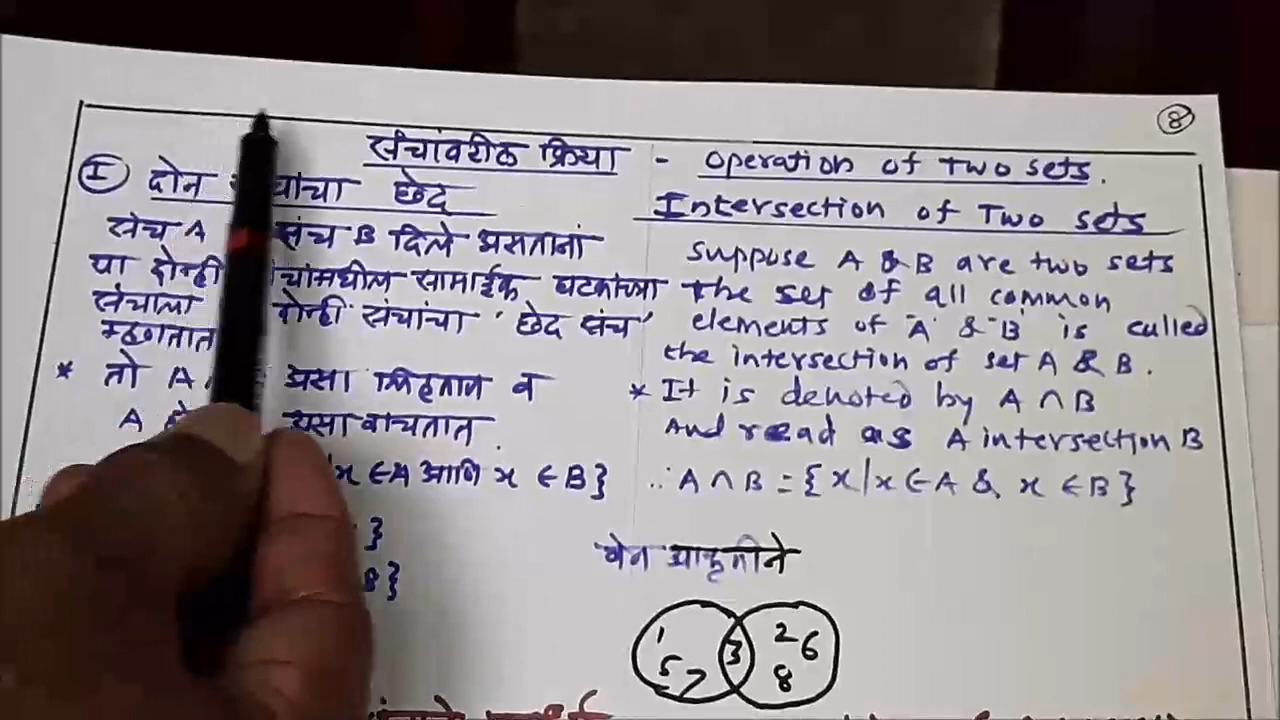 8
संचांवरील क्रिया - Operation of Two sets.
I दोन छेद
संच A संच B दिले असताना
या दोन्ही संचांमधील सामाईक घटकांच्या
संचाला दोन्ही संचांचा 'छेद संच'
म्हणतात
* तो A असा लिहतात व
A असा वाचतात.
x ∈ A आणि x ∈ B}
}
8}
Intersection of Two sets
Suppose A & B are two sets
The set of all common
elements of "A" & "B" is called
the intersection of set A & B.
* It is denoted by A ∩ B
And read as A intersection B
∴ A ∩ B = {x/x ∈ A & x ∈ B}
वेन आकृतीने
1 5 7 3 2 6 8